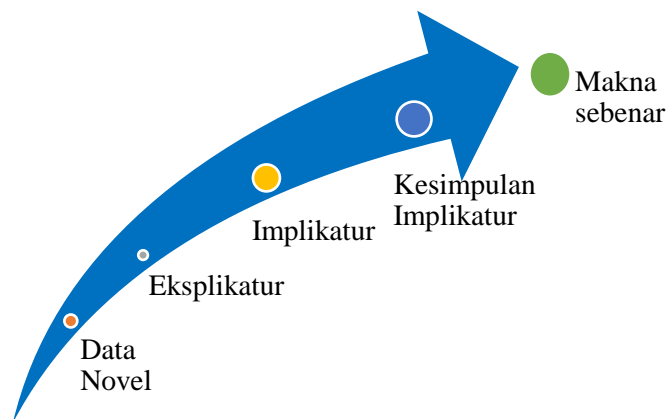 Makna
sebenar
Kesimpulan
Implikatur
Implikatur
Eksplikatur
Data
Novel